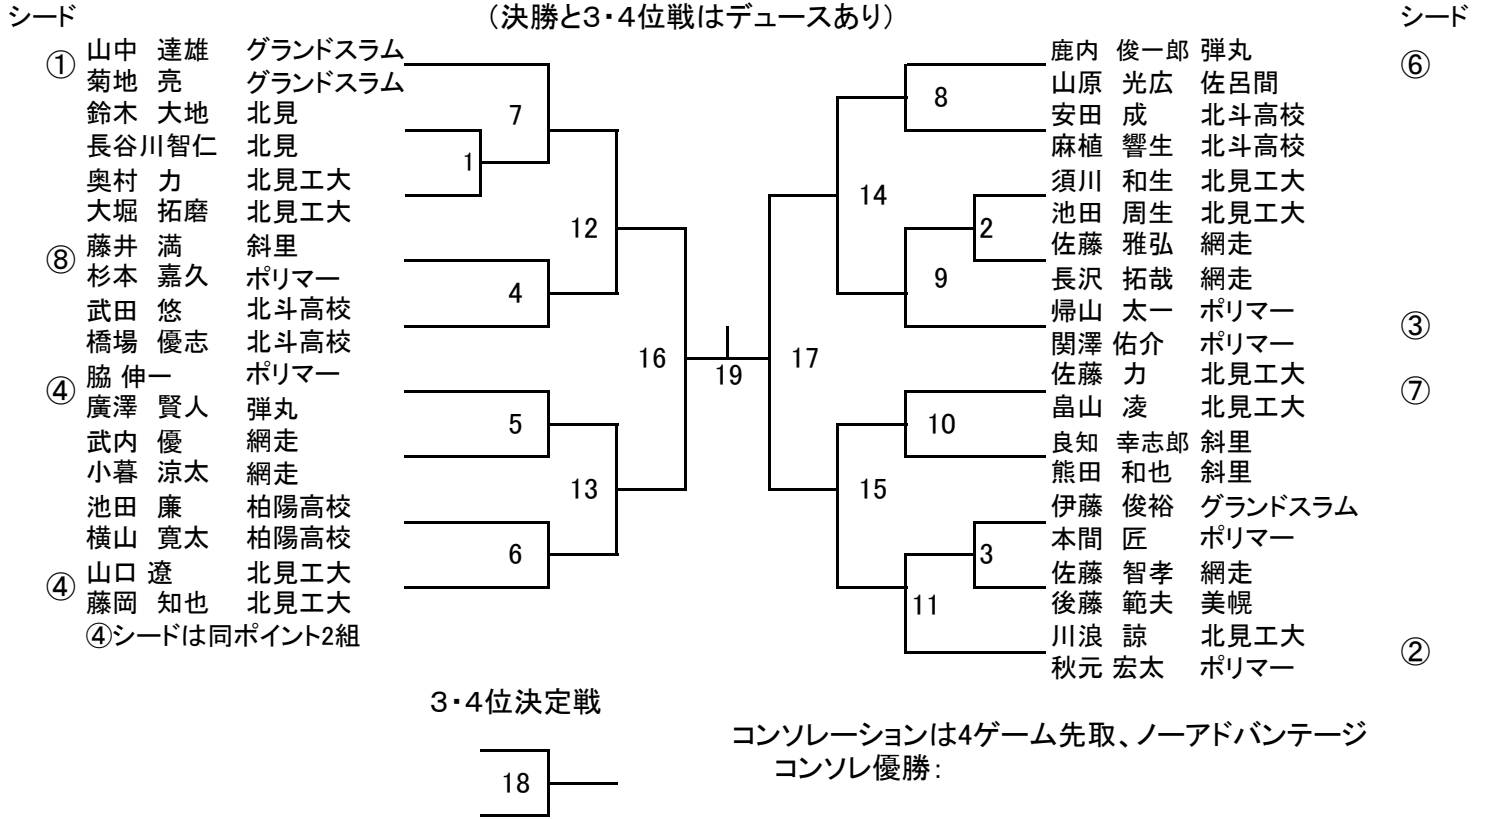 シード
（決勝と３・４位戦はデュースあり）
シード
① 山中 達雄 グランドスラム
菊地 亮 グランドスラム
鈴木 大地 北見
長谷川智仁 北見
奥村 力 北見工大
大堀 拓磨 北見工大
⑧ 藤井 満 斜里
杉本 嘉久 ポリマー
武田 悠 北斗高校
橋場 優志 北斗高校
④ 脇 伸一 ポリマー
廣澤 賢人 弾丸
武内 優 網走
小暮 涼太 網走
池田 廉 柏陽高校
横山 寛太 柏陽高校
④ 山口 遼 北見工大
藤岡 知也 北見工大
④シードは同ポイント2組
7
1
12
4
16
5
13
6
19
8
14
2
9
17
10
15
3
11
鹿内 俊一郎 弾丸 ⑥
山原 光広 佐呂間
安田 成 北斗高校
麻植 響生 北斗高校
須川 和生 北見工大
池田 周生 北見工大
佐藤 雅弘 網走
長沢 拓哉 網走
帰山 太一 ポリマー ③
関澤 佑介 ポリマー
佐藤 力 北見工大 ⑦
畠山 凌 北見工大
良知 幸志郎 斜里
熊田 和也 斜里
伊藤 俊裕 グランドスラム
本間 匠 ポリマー
佐藤 智孝 網走
後藤 範夫 美幌
川浪 諒 北見工大 ②
秋元 宏太 ポリマー
３・４位決定戦
18
コンソレーションは4ゲーム先取、ノーアドバンテージ
コンソレ優勝：